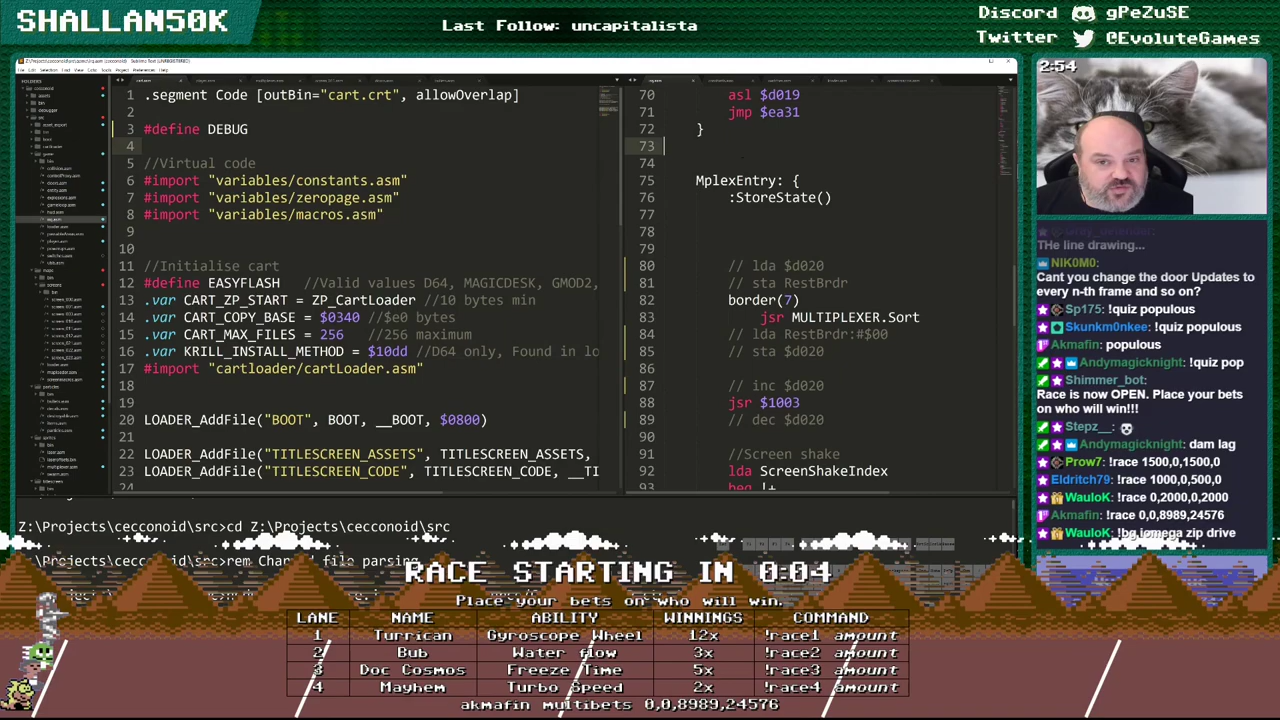 SHALLAN50K
Last Follow: uncapitalista
Discord gPeZuSE
Twitter @EvoluteGames
2:54
1 .segment Code [outBin="cart.crt", allowOverlap]
2
3 #define DEBUG
4
5 //Virtual code
6 #import "variables/constants.asm"
7 #import "variables/zeropage.asm"
8 #import "variables/macros.asm"
9
10
11 //Initialise cart
12 #define EASYFLASH //Valid values D64, MAGICDESK, GMOD2,
13 .var CART_ZP_START = ZP_CartLoader //10 bytes min
14 .var CART_COPY_BASE = $0340 //$e0 bytes
15 .var CART_MAX_FILES = 256 //256 maximum
16 .var KRILL_INSTALL_METHOD = $10dd //D64 only, Found in lo
17 #import "cartloader/cartLoader.asm"
18
19
20 LOADER_AddFile("BOOT", BOOT, __BOOT, $0800)
21
22 LOADER_AddFile("TITLESCREEN_ASSETS", TITLESCREEN_ASSETS,
23 LOADER_AddFile("TITLESCREEN_CODE", TITLESCREEN_CODE, __TI
24
70 asl $d019
71 jmp $ea31
72 }
73
74
75 MplexEntry: {
76 :StoreState()
77
78
79
80 // lda $d020
81 // sta RestBrdr
82 border(7)
83 jsr MULTIPLEXER.Sort
84 // lda RestBrdr:#$00
85 // sta $d020
86
87 // inc $d020
88 jsr $1003
89 // dec $d020
90
91 //Screen shake
92 lda ScreenShakeIndex
93 beq !+
Z:\Projects\cecconoid\src>cd Z:\Projects\cecconoid\src
THe line drawing...
NIK0M0:
Cant you change the door Updates to every n-th frame and so on?
Sp175: !quiz populous
Skunkm0nkee: !quiz populous
Akmafin: populous
Andymagicknight: !quiz pop
Shimmer_bot:
Race is now OPEN. Place your bets on who will win!!!
Stepz__:
Andymagicknight: dam lag
Prow7: !race 1500,0,1500,0
Eldritch79: !race 1000,0,500,0
WauloK: !race 0,2000,0,2000
Akmafin: !race 0,0,8989,24576
WauloK: !bg iomega zip drive
RACE STARTING IN 0:04
Place your bets on who will win.
LANE NAME ABILITY WINNINGS COMMAND
1 Turrican Gyroscope Wheel 12x !race1 amount
2 Bub Water flow 3x !race2 amount
3 Doc Cosmos Freeze Time 5x !race3 amount
4 Mayhem Turbo Speed 2x !race4 amount
akmafin multibets 0,0,8989,24576